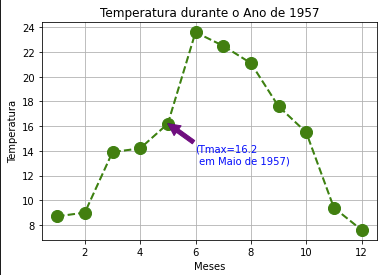 Temperatura durante o Ano de 1957
24
22
20
18
16
14
12
10
8
Temperatura
(Tmax=16.2
em Maio de 1957)
2 4 6 8 10 12
Meses